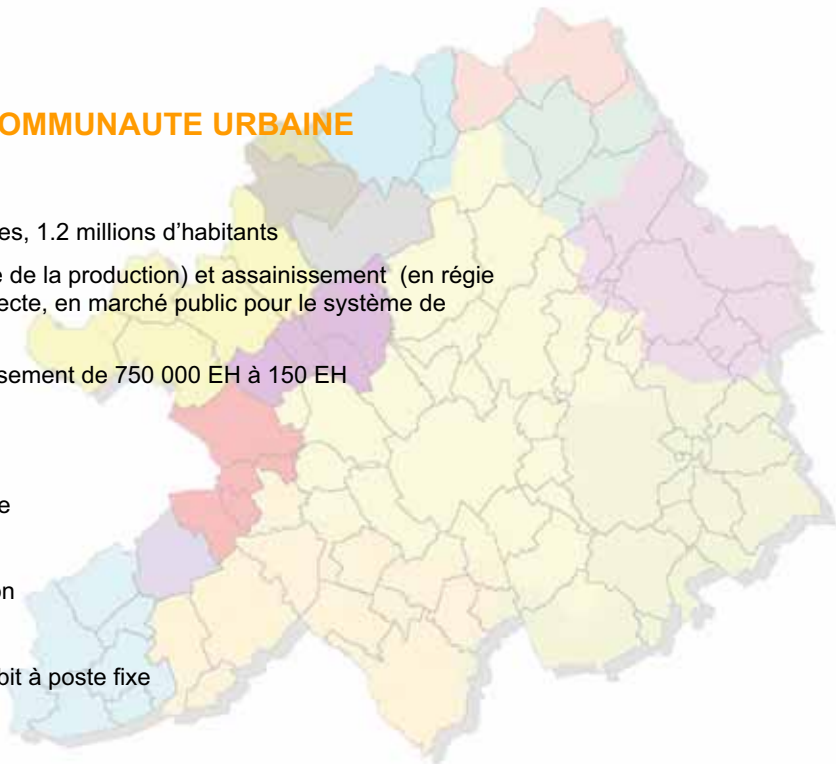 OMMUNAUTE URBAINE
es, 1.2 millions d'habitants
e de la production) et assainissement (en régie
ecte, en marché public pour le système de
sement de 750 000 EH à 150 EH
e
on
bit à poste fixe